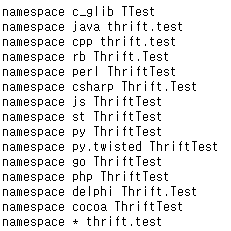 namespace c_glib TTest
namespace java thrift.test
namespace cpp thrift.test
namespace rb Thrift.Test
namespace perl ThriftTest
namespace csharp Thrift.Test
namespace js ThriftTest
namespace st ThriftTest
namespace py ThriftTest
namespace py.twisted ThriftTest
namespace go ThriftTest
namespace php ThriftTest
namespace delphi Thrift.Test
namespace cocoa ThriftTest
namespace * thrift.test